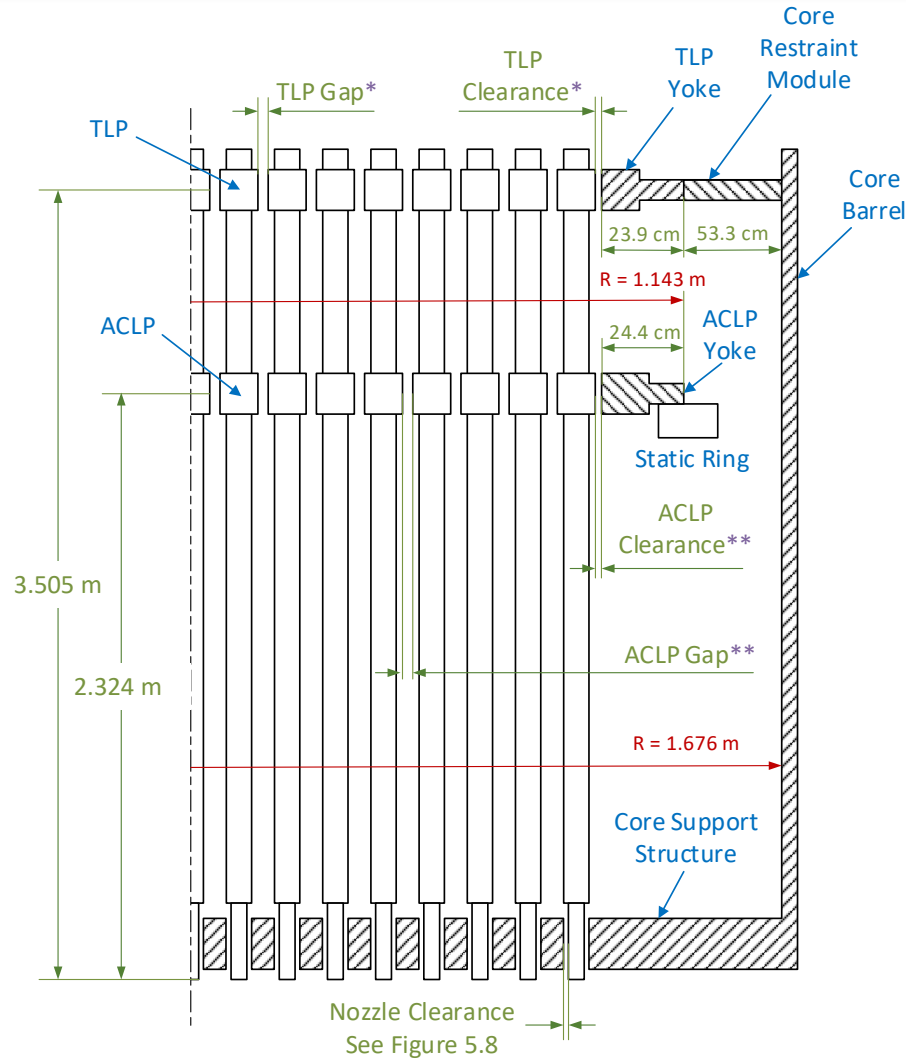 Core
Restraint
Module
TLP
Yoke
TLP
Clearance*
TLP Gap*
TLP
Core
Barrel
23.9 cm
53.3 cm
R = 1.143 m
ACLP
24.4 cm
ACLP
Yoke
Static Ring
ACLP
Clearance**
3.505 m
ACLP Gap**
2.324 m
R = 1.676 m
Core Support
Structure
Nozzle Clearance
See Figure 5.8